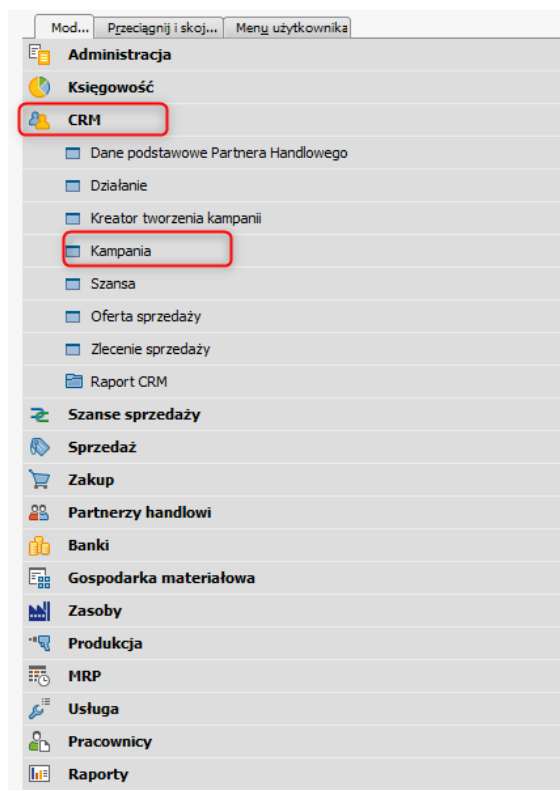 Mod... Przeciągnij i skoj... Menu użytkownika
Administracja
Księgowość
CRM
Dane podstawowe Partnera Handlowego
Działanie
Kreator tworzenia kampanii
Kampania
Szansa
Oferta sprzedaży
Zlecenie sprzedaży
Raport CRM
Szanse sprzedaży
Sprzedaż
Zakup
Partnerzy handlowi
Banki
Gospodarka materiałowa
Zasoby
Produkcja
MRP
Usługa
Pracownicy
Raporty